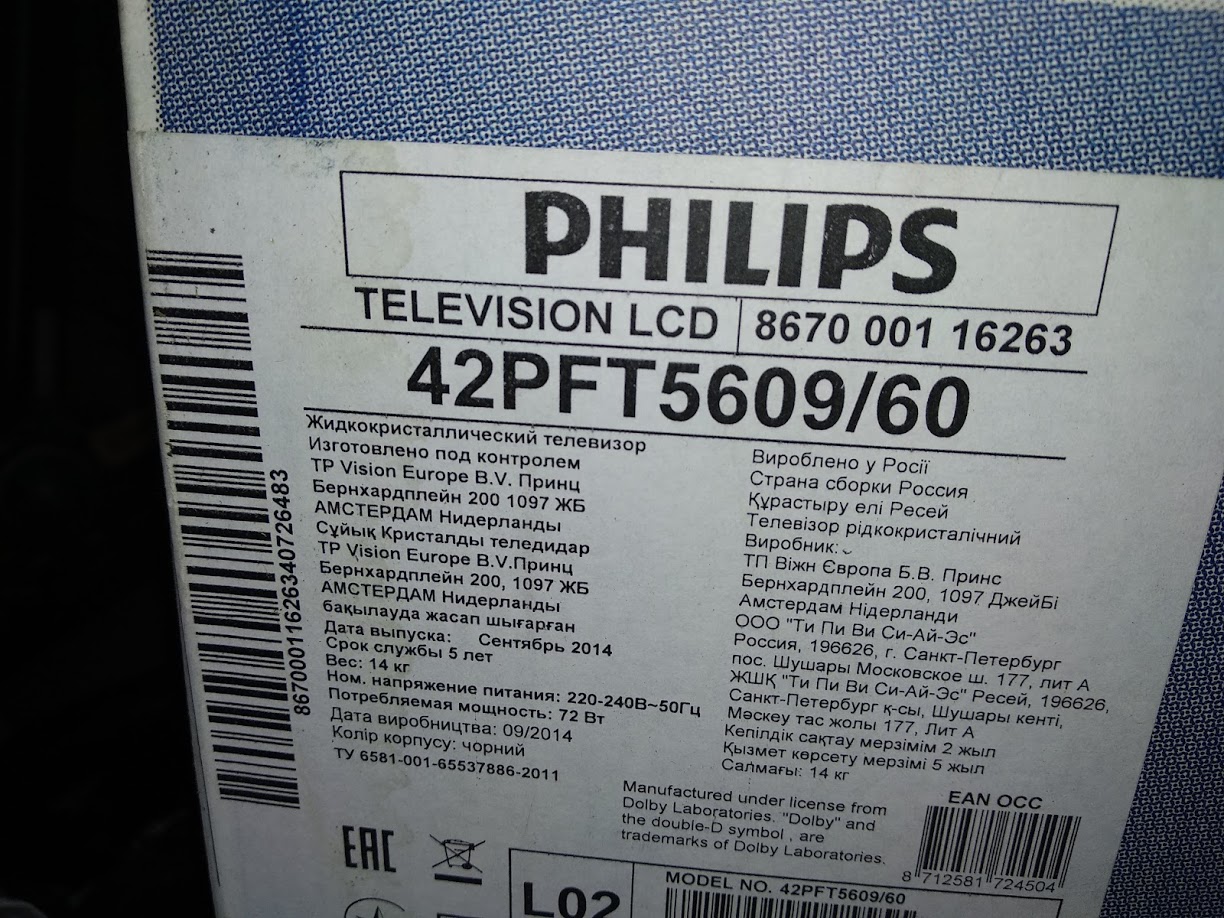 PHILIPS
TELEVISION LCD
8670 001 16263
42PFT5609/60
Жидкокристаллический телевизор
Изготовлено под контролем
TP Vision Europe B.V. Принц
Бернхардплейн 200 1097 ЖБ
АМСТЕРДАМ Нидерланды
Сұйық Кристалды теледидар
TP Vision Europe B.V.Принц
Бернхардплейн 200, 1097 ЖБ
АМСТЕРДАМ Нидерланды
бақылауда жасап шығарған
Дата выпуска: Сентябрь 2014
Срок службы 5 лет
Вес: 14 кг
Ном. напряжение питания: 220-240В~50Гц
Потребляемая мощность: 72 Вт
Дата виробництва: 09/2014
Колір корпусу: чорний
ТУ 6581-001-65537886-2011
Вироблено у Росії
Страна сборки Россия
Құрастыру елі Ресей
Телевізор рідкокристалічний
Виробник:
ТП Віжн Європа Б.В. Принс
Бернхардплейн 200, 1097 ДжейБі
Амстердам Нідерланди
ООО "Ти Пи Ви Си-Ай-Эс"
Россия, 196626, г. Санкт-Петербург
пос. Шушары Московское ш. 177, лит А
ЖШҚ "Ти Пи Ви Си-Ай-Эс" Ресей, 196626,
Санкт-Петербург қ-сы, Шушары кенті,
Мәскеу тас жолы 177, Лит А
Кепілдік сақтау мерзімім 2 жыл
Қызмет көрсету мерзімі 5 жыл
Салмағы: 14 кг
86700011626340726483
Manufactured under license from
Dolby Laboratories. "Dolby" and
the double-D symbol , are
trademarks of Dolby Laboratories.
EAN OCC
8 712581 724504
EAC
L02
MODEL NO. 42PFT5609/60